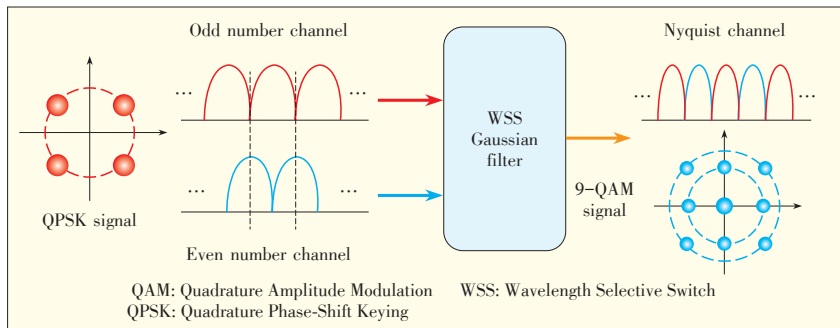 Odd number channel
Nyquist channel
... ...
... ...
WSS
Gaussian
filter
... ...
9-QAM
signal
QPSK signal
Even number channel
QAM: Quadrature Amplitude Modulation WSS: Wavelength Selective Switch
QPSK: Quadrature Phase-Shift Keying